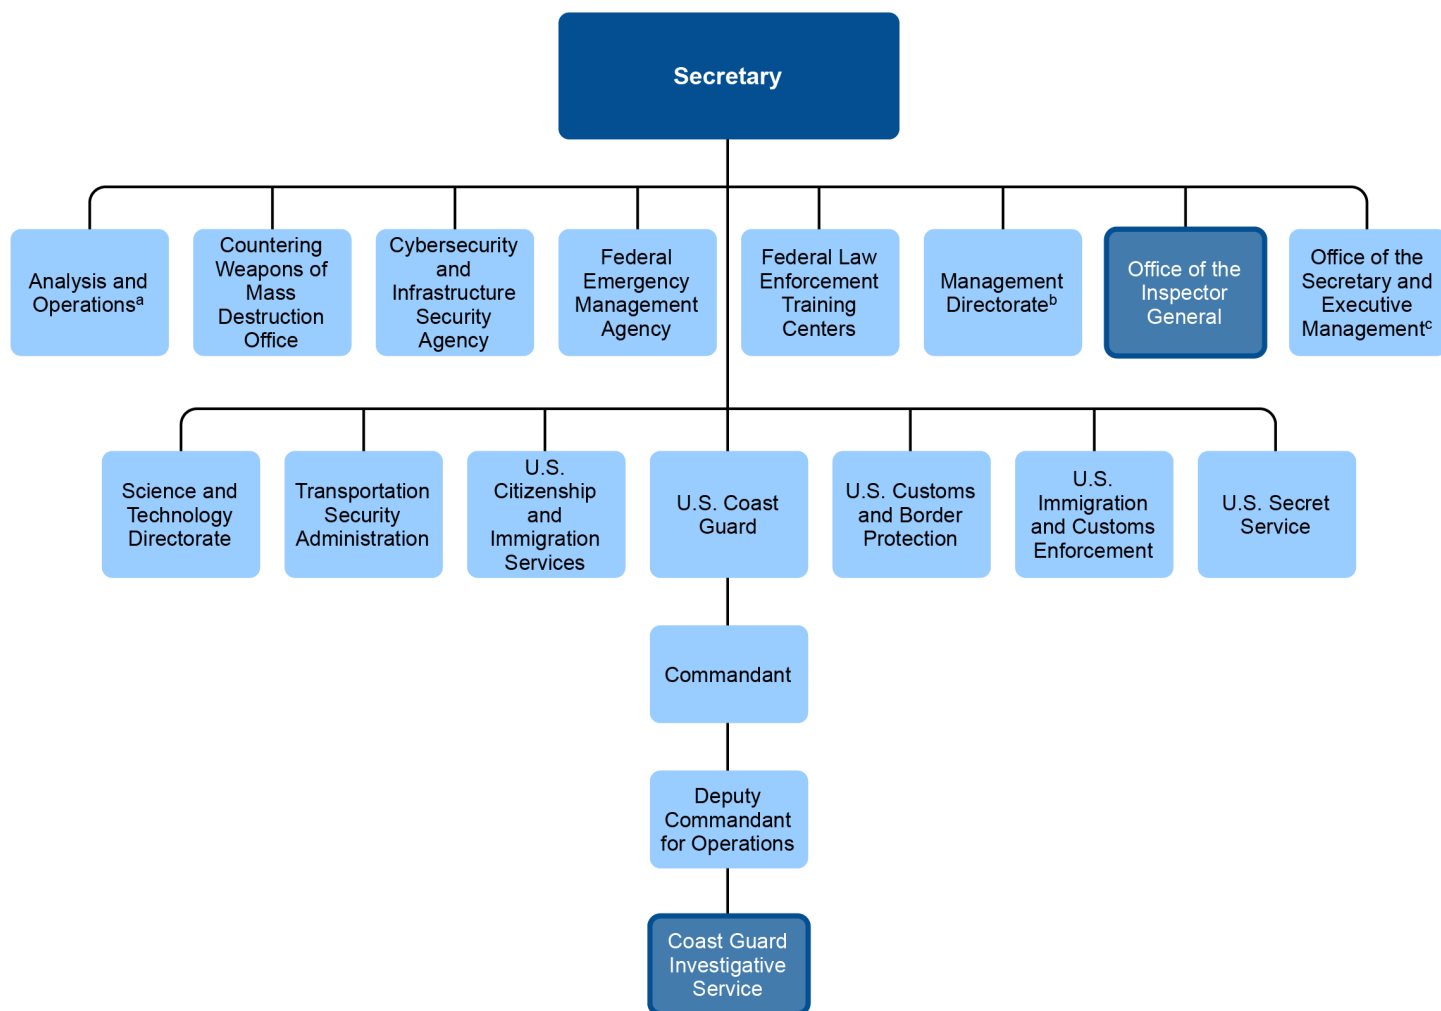 Secretary
Analysis and
Operationsᵃ
Countering
Weapons of
Mass
Destruction
Office
Cybersecurity
and
Infrastructure
Security
Agency
Federal
Emergency
Management
Agency
Federal Law
Enforcement
Training
Centers
Management
Directorateᵇ
Office of the
Inspector
General
Office of the
Secretary and
Executive
Managementᶜ
Science and
Technology
Directorate
Transportation
Security
Administration
U.S.
Citizenship
and
Immigration
Services
U.S. Coast
Guard
U.S. Customs
and Border
Protection
U.S.
Immigration
and Customs
Enforcement
U.S. Secret
Service
Commandant
Deputy
Commandant
for Operations
Coast Guard
Investigative
Service